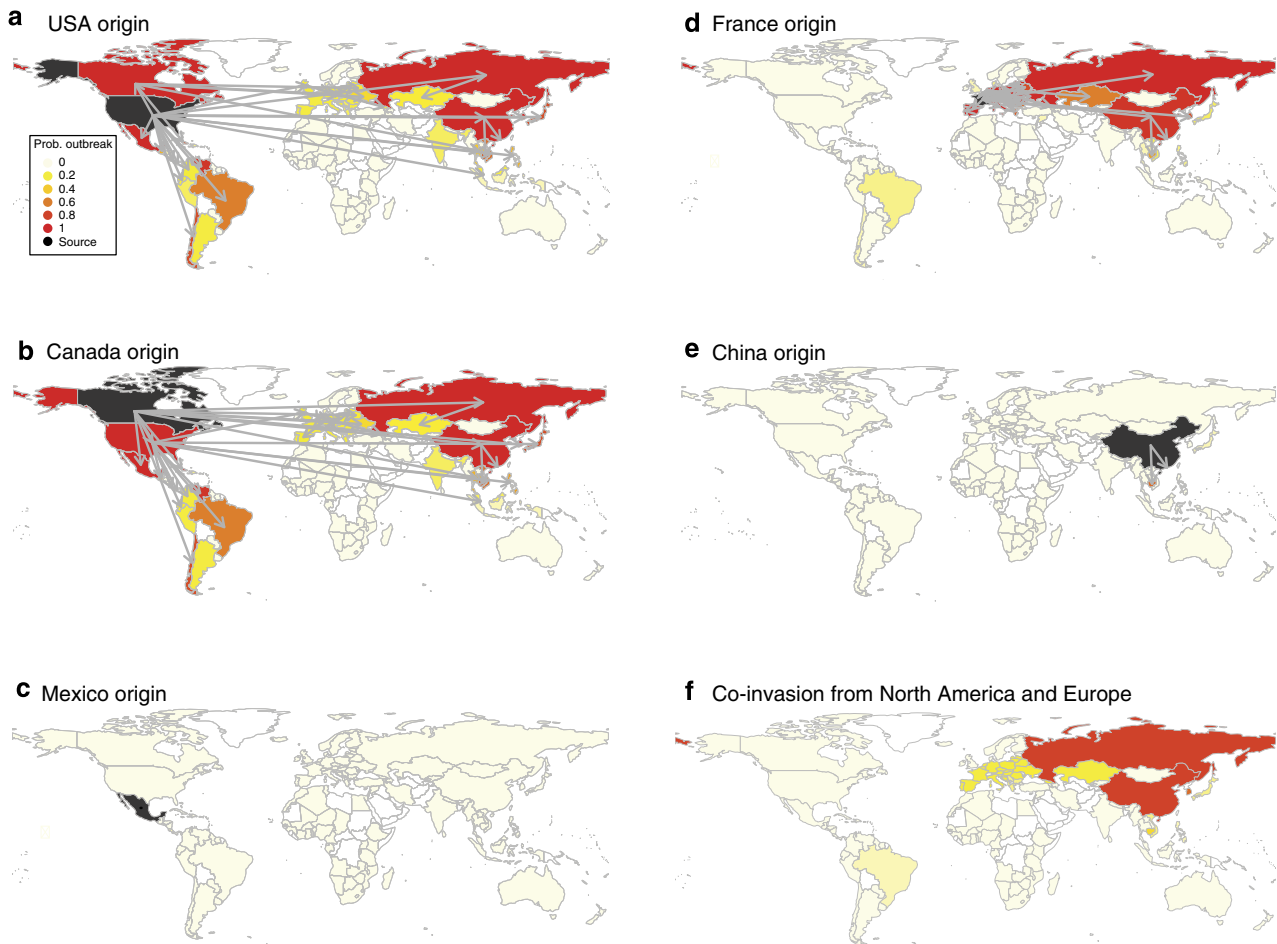 a USA origin
Prob. outbreak
0
0.2
0.4
0.6
0.8
1
Source
b Canada origin
c Mexico origin
d France origin
e China origin
f Co-invasion from North America and Europe